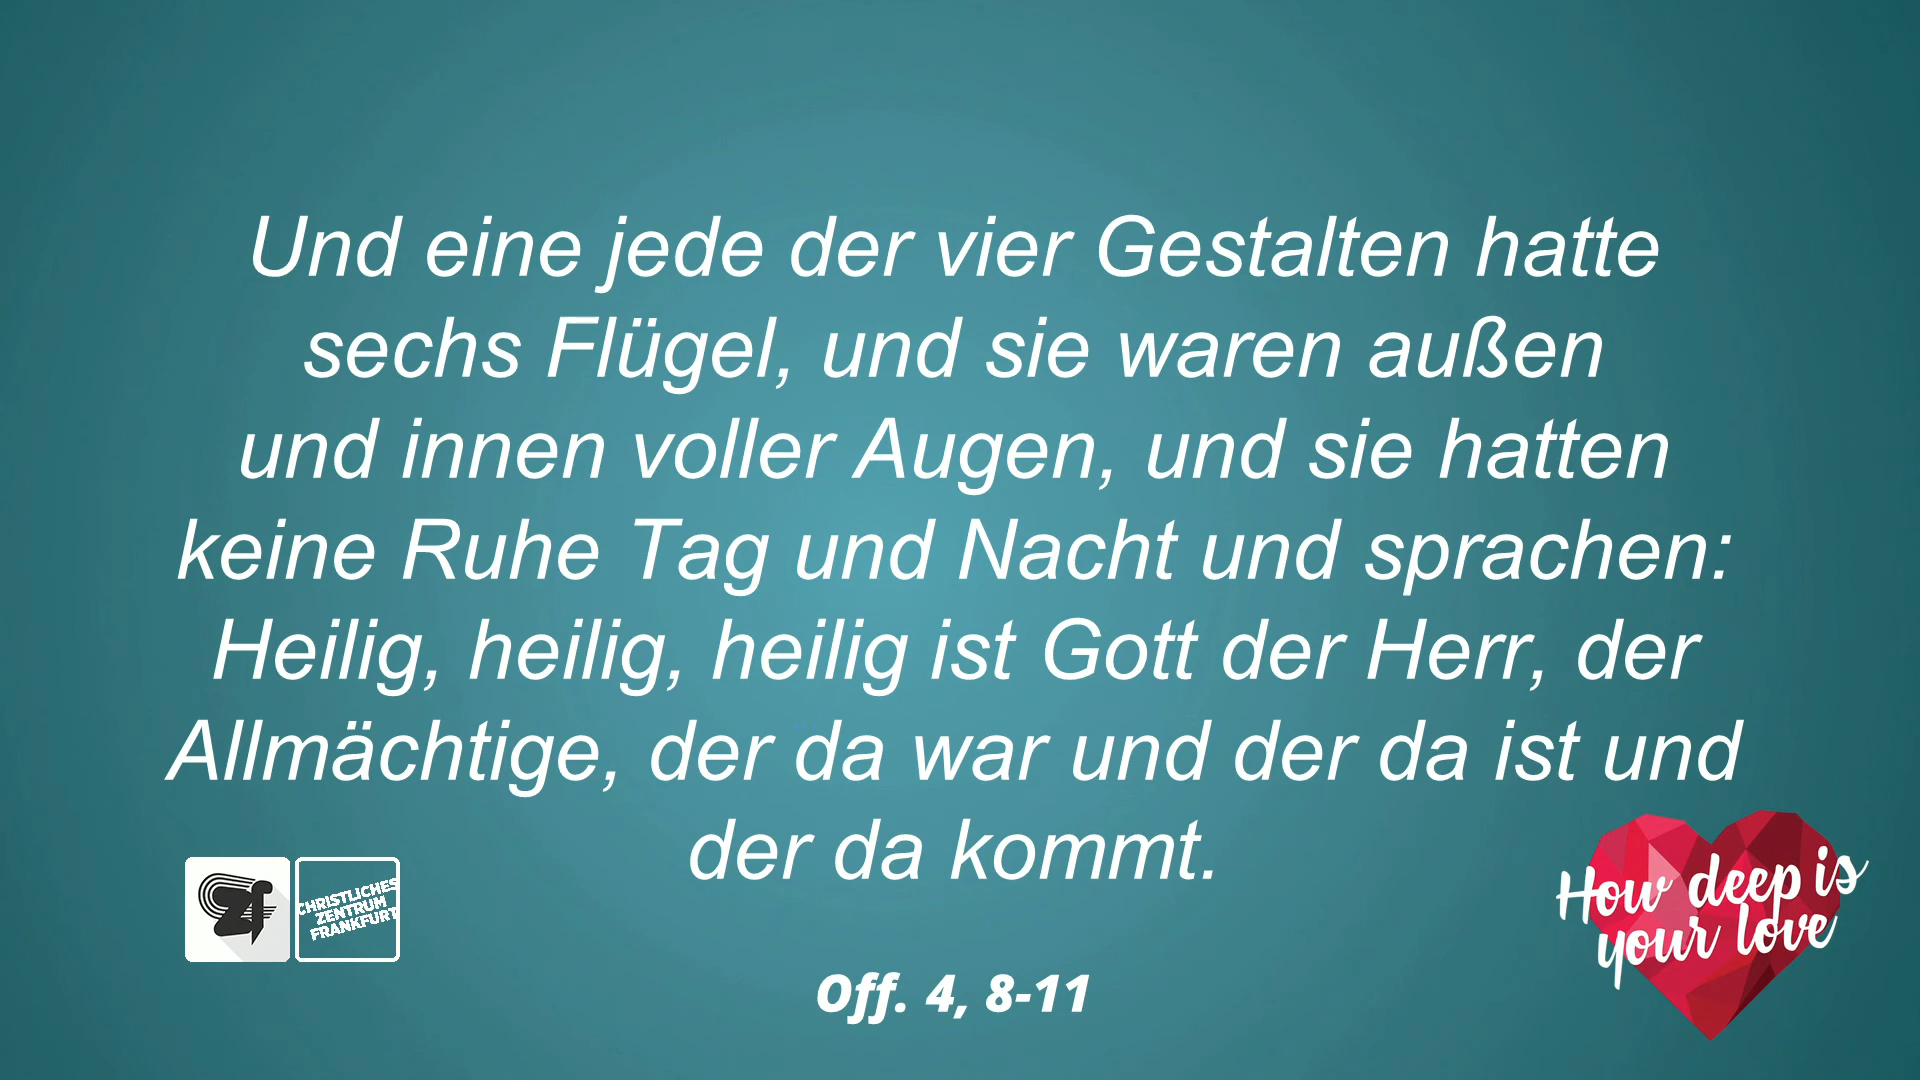 Und eine jede der vier Gestalten hatte
sechs Flügel, und sie waren außen
und innen voller Augen, und sie hatten
keine Ruhe Tag und Nacht und sprachen:
Heilig, heilig, heilig ist Gott der Herr, der
Allmächtige, der da war und der da ist und
der da kommt.
zf
CHRISTLICHES
ZENTRUM
FRANKFURT
How deep is
your love
Off. 4, 8-11